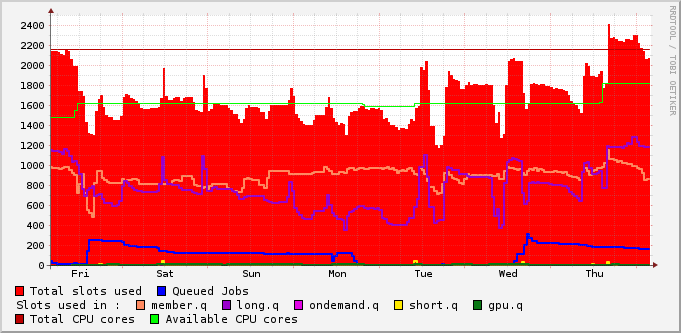 RRDTOOL / TOBI OETIKER
2400
2200
2000
1800
1600
1400
1200
1000
800
600
400
200
0
Fri Sat Sun Mon Tue Wed Thu
Total slots used Queued Jobs
Slots used in : member.q long.q ondemand.q short.q gpu.q
Total CPU cores Available CPU cores